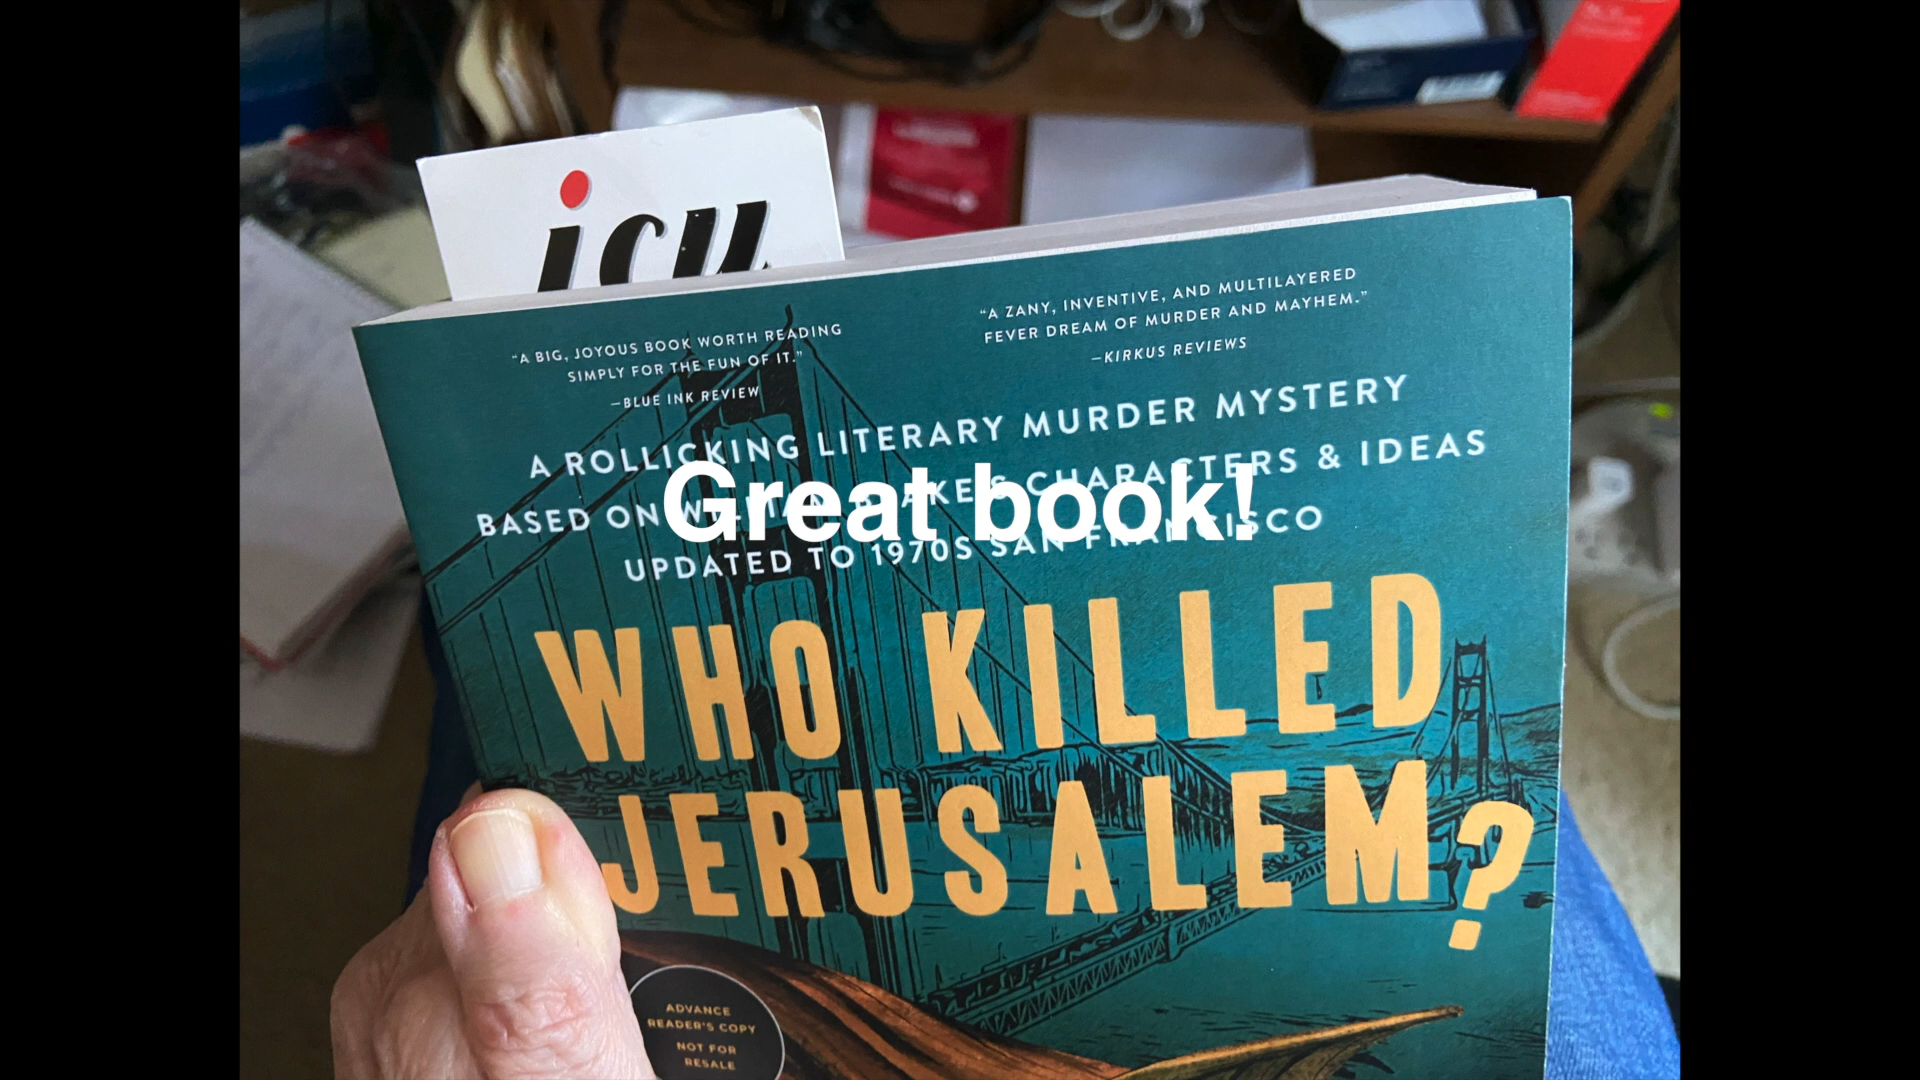 icu
“A BIG, JOYOUS BOOK WORTH READING
SIMPLY FOR THE FUN OF IT.”
—BLUE INK REVIEW
“A ZANY, INVENTIVE, AND MULTILAYERED
FEVER DREAM OF MURDER AND MAYHEM.”
—KIRKUS REVIEWS
A ROLLICKING LITERARY MURDER MYSTERY
BASED ON WILLIAM BLAKE'S CHARACTERS & IDEAS
UPDATED TO 1970S SAN FRANCISCO
Great book!
WHO KILLED
JERUSALEM?
ADVANCE
READER'S COPY
NOT FOR
RESALE